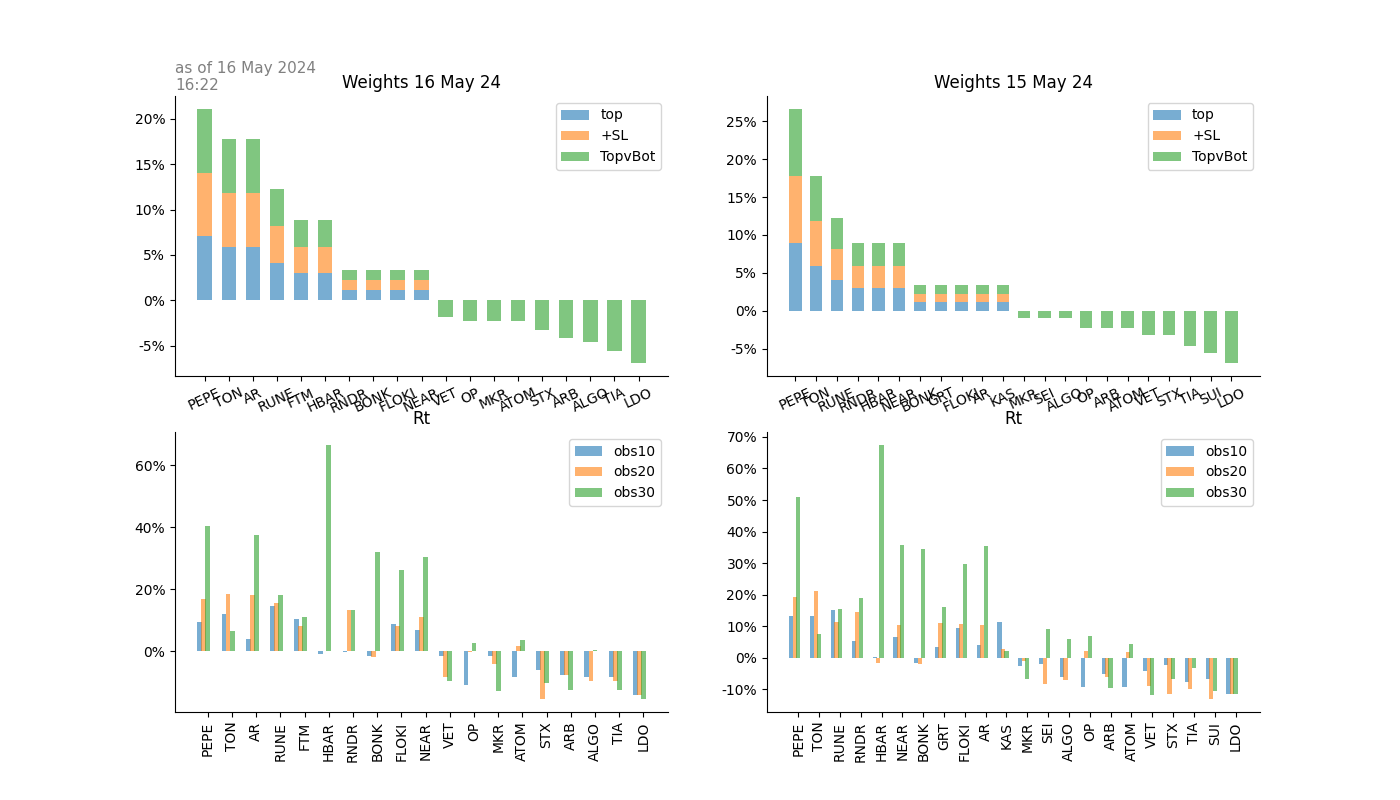 as of 16 May 2024
16:22
Weights 16 May 24
20%
15%
10%
5%
0%
-5%
top
+SL
TopvBot
PEPE TON AR RUNE FTM HBAR RNDR BONK FLOKI NEAR VET OP MKR ATOM STX ARB ALGO TIA LDO
Weights 15 May 24
25%
20%
15%
10%
5%
0%
-5%
top
+SL
TopvBot
PEPE TON RUNE RNDR HBAR NEAR BONK GRT FLOKI AR KAS MKR SEI ALGO OP ARB ATOM VET STX TIA SUI LDO
Rt
60%
40%
20%
0%
obs10
obs20
obs30
PEPE TON AR RUNE FTM HBAR RNDR BONK FLOKI NEAR VET OP MKR ATOM STX ARB ALGO TIA LDO
Rt
70%
60%
50%
40%
30%
20%
10%
0%
-10%
obs10
obs20
obs30
PEPE TON RUNE RNDR HBAR NEAR BONK GRT FLOKI AR KAS MKR SEI ALGO OP ARB ATOM VET STX TIA SUI LDO